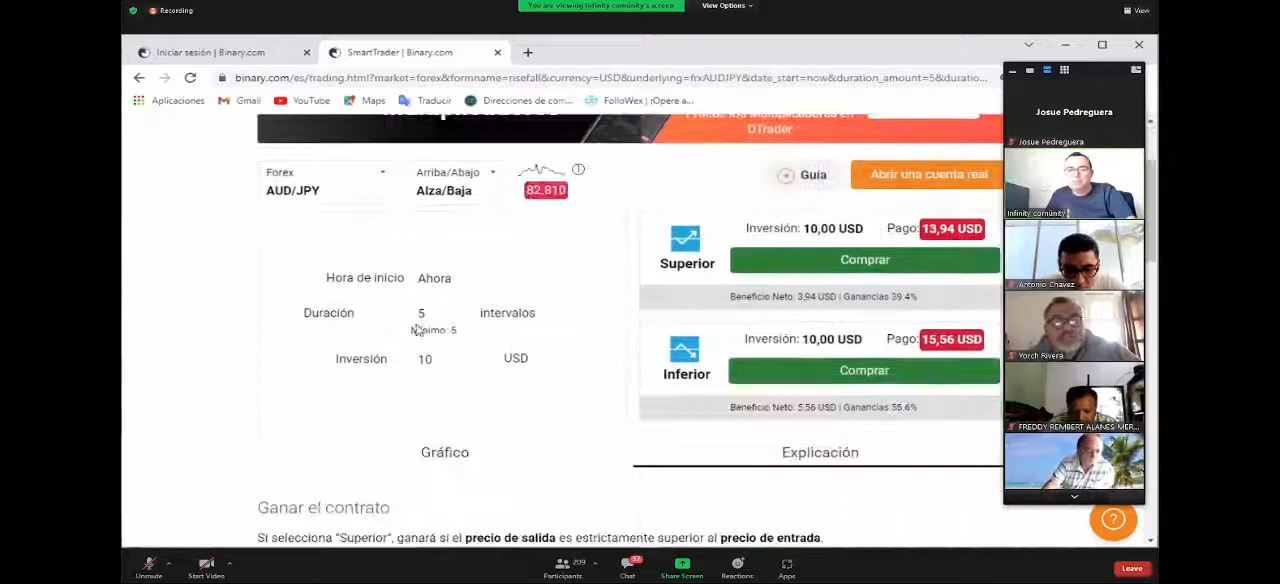 Recording
You are viewing Infinity comunity's screen
View Options
View
Iniciar sesión | Binary.com
SmartTrader | Binary.com
binary.com/es/trading.html?market=forex&formname=risefall&currency=USD&underlying=frxAUDJPY&date_start=now&duration_amount=5&duratio...
Aplicaciones
Gmail
YouTube
Maps
Traducir
Direcciones de corr...
FolloWex | ¡Opere a...
DTrader
Forex
AUD/JPY
Arriba/Abajo
Alza/Baja
82.810
Guía
Abrir una cuenta real
Hora de inicio Ahora
Duración 5 intervalos
Mínimo: 5
Inversión 10 USD
Superior
Inversión: 10,00 USD Pago: 13,94 USD
Comprar
Beneficio Neto: 3,94 USD | Ganancias 39.4%
Inferior
Inversión: 10,00 USD Pago: 15,56 USD
Comprar
Beneficio Neto: 5,56 USD | Ganancias 55.6%
Gráfico
Explicación
Ganar el contrato
Si selecciona "Superior", ganará si el precio de salida es estrictamente superior al precio de entrada.
Josue Pedreguera
Josue Pedreguera
Infinity comúnity
Antonio Chavez
Yorch Rivera
FREDDY REMBERT ALANES MER...
?
Unmute
Start Video
209
Participants
37
Chat
Share Screen
Reactions
Apps
Leave